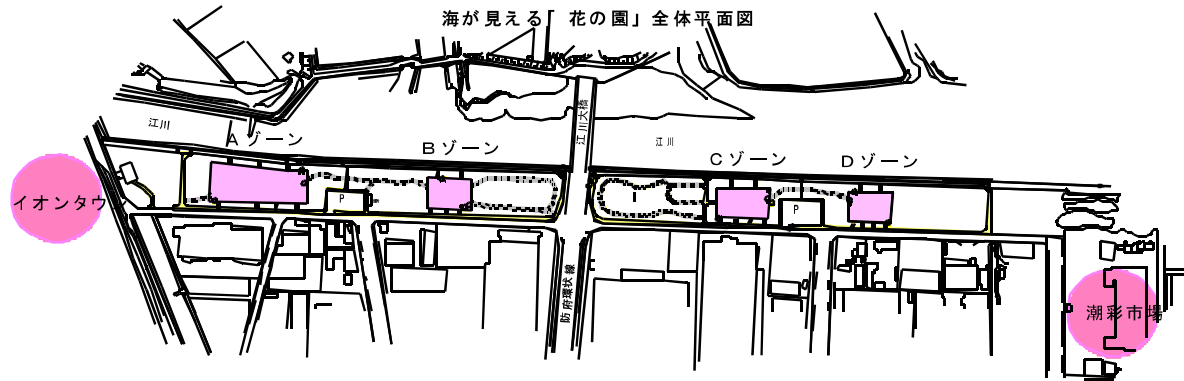 海が見える「 花の園」全体平面図
江川
Aゾーン
Bゾーン
江川大橋
江川
Cゾーン
Dゾーン
イオンタウ
P
P
防府環状線
潮彩市場